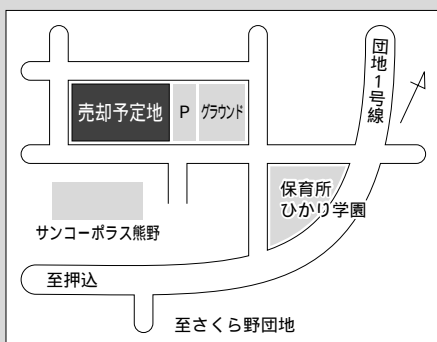 団地1号線
売却予定地
P
グラウンド
保育所
ひかり学園
サンコーポラス熊野
至押込
至さくら野団地